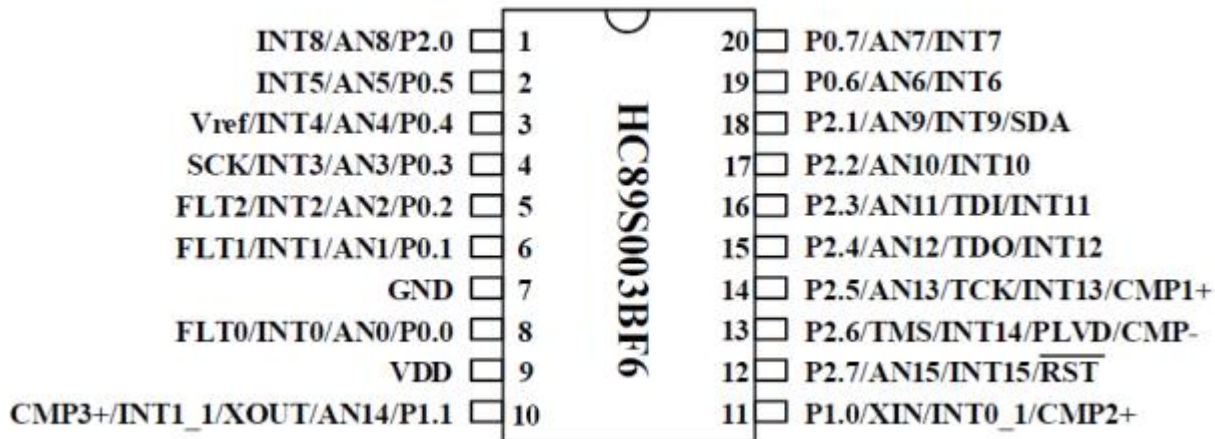 INT8/AN8/P2.0 1 20 P0.7/AN7/INT7
INT5/AN5/P0.5 2 19 P0.6/AN6/INT6
Vref/INT4/AN4/P0.4 3 18 P2.1/AN9/INT9/SDA
SCK/INT3/AN3/P0.3 4 17 P2.2/AN10/INT10
FLT2/INT2/AN2/P0.2 5 16 P2.3/AN11/TDI/INT11
FLT1/INT1/AN1/P0.1 6 15 P2.4/AN12/TDO/INT12
GND 7 14 P2.5/AN13/TCK/INT13/CMP1+
FLT0/INT0/AN0/P0.0 8 13 P2.6/TMS/INT14/PLVD/CMP-
VDD 9 12 P2.7/AN15/INT15/RST
CMP3+/INT1_1/XOUT/AN14/P1.1 10 11 P1.0/XIN/INT0_1/CMP2+
HC89S003BF6